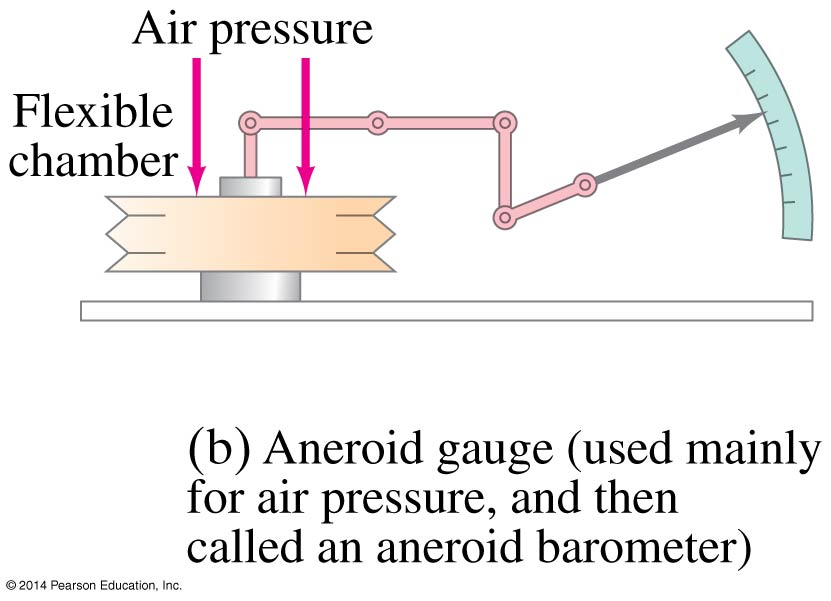 Air pressure
Flexible
chamber
(b) Aneroid gauge (used mainly
for air pressure, and then
called an aneroid barometer)
© 2014 Pearson Education, Inc.